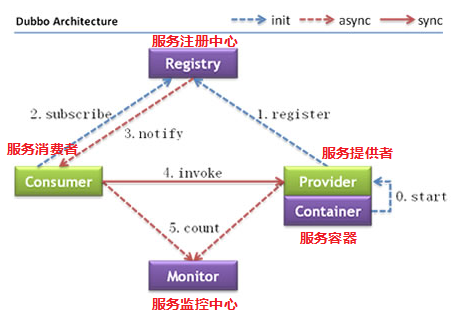 Dubbo Architecture
init
async
sync
服务注册中心
Registry
2. subscribe
3. notify
1. register
服务消费者
服务提供者
Consumer
4. invoke
Provider
Container
0. start
服务容器
5. count
Monitor
服务监控中心